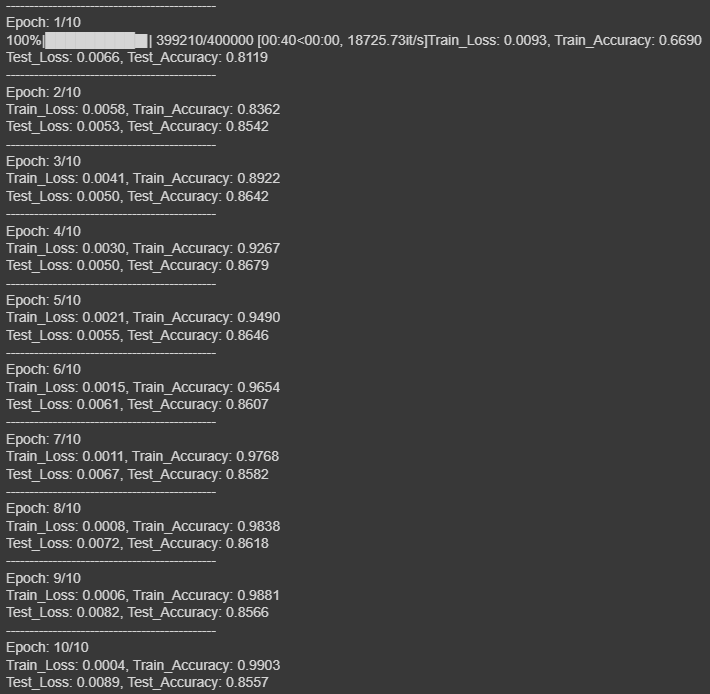 --------------------------------------------------
Epoch: 1/10
100%|██████████▉| 399210/400000 [00:40<00:00, 18725.73it/s]Train_Loss: 0.0093, Train_Accuracy: 0.6690
Test_Loss: 0.0066, Test_Accuracy: 0.8119
--------------------------------------------------
Epoch: 2/10
Train_Loss: 0.0058, Train_Accuracy: 0.8362
Test_Loss: 0.0053, Test_Accuracy: 0.8542
--------------------------------------------------
Epoch: 3/10
Train_Loss: 0.0041, Train_Accuracy: 0.8922
Test_Loss: 0.0050, Test_Accuracy: 0.8642
--------------------------------------------------
Epoch: 4/10
Train_Loss: 0.0030, Train_Accuracy: 0.9267
Test_Loss: 0.0050, Test_Accuracy: 0.8679
--------------------------------------------------
Epoch: 5/10
Train_Loss: 0.0021, Train_Accuracy: 0.9490
Test_Loss: 0.0055, Test_Accuracy: 0.8646
--------------------------------------------------
Epoch: 6/10
Train_Loss: 0.0015, Train_Accuracy: 0.9654
Test_Loss: 0.0061, Test_Accuracy: 0.8607
--------------------------------------------------
Epoch: 7/10
Train_Loss: 0.0011, Train_Accuracy: 0.9768
Test_Loss: 0.0067, Test_Accuracy: 0.8582
--------------------------------------------------
Epoch: 8/10
Train_Loss: 0.0008, Train_Accuracy: 0.9838
Test_Loss: 0.0072, Test_Accuracy: 0.8618
--------------------------------------------------
Epoch: 9/10
Train_Loss: 0.0006, Train_Accuracy: 0.9881
Test_Loss: 0.0082, Test_Accuracy: 0.8566
--------------------------------------------------
Epoch: 10/10
Train_Loss: 0.0004, Train_Accuracy: 0.9903
Test_Loss: 0.0089, Test_Accuracy: 0.8557